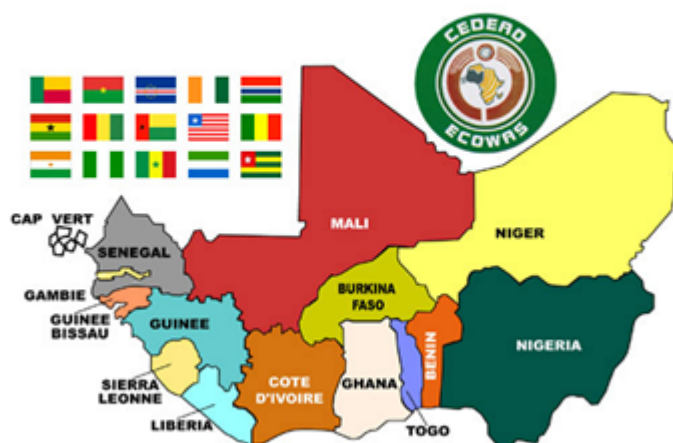 CEDEAO
ECOWAS
MALI
NIGER
CAP VERT
SENEGAL
BURKINA
FASO
GAMBIE
GUINEE
BISSAU
GUINEE
NIGERIA
BENIN
SIERRA
LEONNE
COTE
D'IVOIRE
GHANA
LIBERIA
TOGO